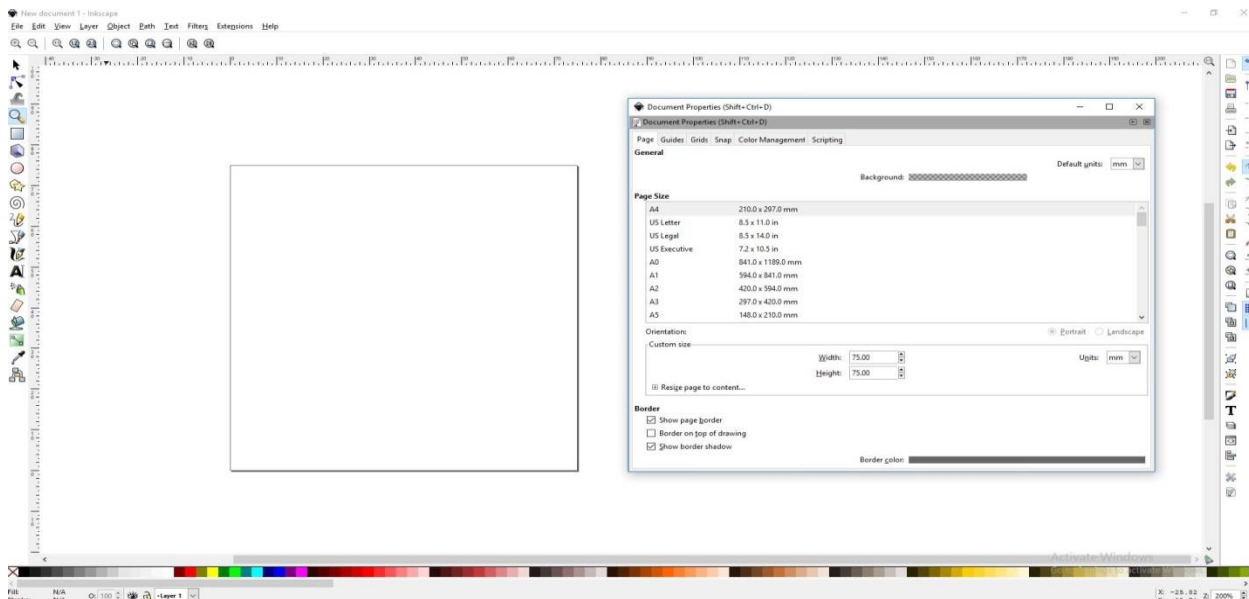 New document 1 - Inkscape
File Edit View Layer Object Path Text Filters Extensions Help
Document Properties (Shift+Ctrl+D)
Document Properties (Shift+Ctrl+D)
Page Guides Grids Snap Color Management Scripting
General
Default units: mm
Background:
Page Size
A4 210.0 x 297.0 mm
US Letter 8.5 x 11.0 in
US Legal 8.5 x 14.0 in
US Executive 7.2 x 10.5 in
A0 841.0 x 1189.0 mm
A1 594.0 x 841.0 mm
A2 420.0 x 594.0 mm
A3 297.0 x 420.0 mm
A5 148.0 x 210.0 mm
Orientation: Portrait Landscape
Custom size
Width: 75.00 Units: mm
Height: 75.00
Resize page to content...
Border
Show page border
Border on top of drawing
Show border shadow
Border color:
Activate Windows
Fill: N/A O: 100 Layer 1 X: Z: 200%
N/A